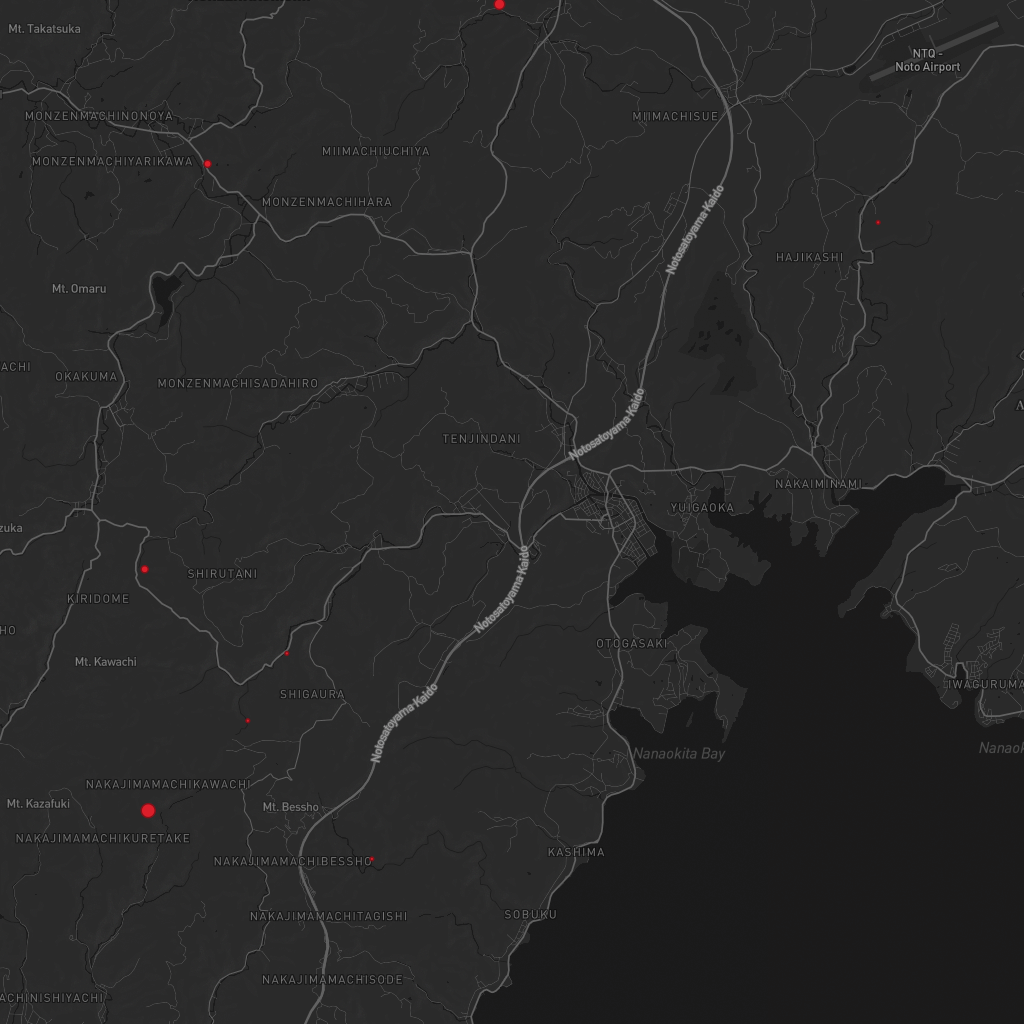 Mt. Takatsuka
NTQ -
Noto Airport
MONZENMACHINONOYA
MIIMACHISUE
MONZENMACHIYARIKAWA
MIIMACHIUCHIYA
MONZENMACHIHARA
Notosatoyama Kaido
HAJIKASHI
Mt. Omaru
ACHI
OKAKUMA
MONZENMACHISADAHIRO
Notosatoyama Kaido
TENJINDANI
NAKAIMINAMI
YUIGAOKA
zuka
SHIRUTANI
Notosatoyama Kaido
KIRIDOME
HO
OTOGASAKI
Mt. Kawachi
IWAGURUMA
SHIGAURA
Notosatoyama Kaido
Nanaokita Bay
Nanaok
NAKAJIMAMACHIKAWACHI
Mt. Kazafuki
Mt. Bessho
NAKAJIMAMACHIKURETAKE
KASHIMA
NAKAJIMAMACHIBESSHO
SOBUKU
NAKAJIMAMACHITAGISHI
NAKAJIMAMACHISODE
ACHINISHIYACHI